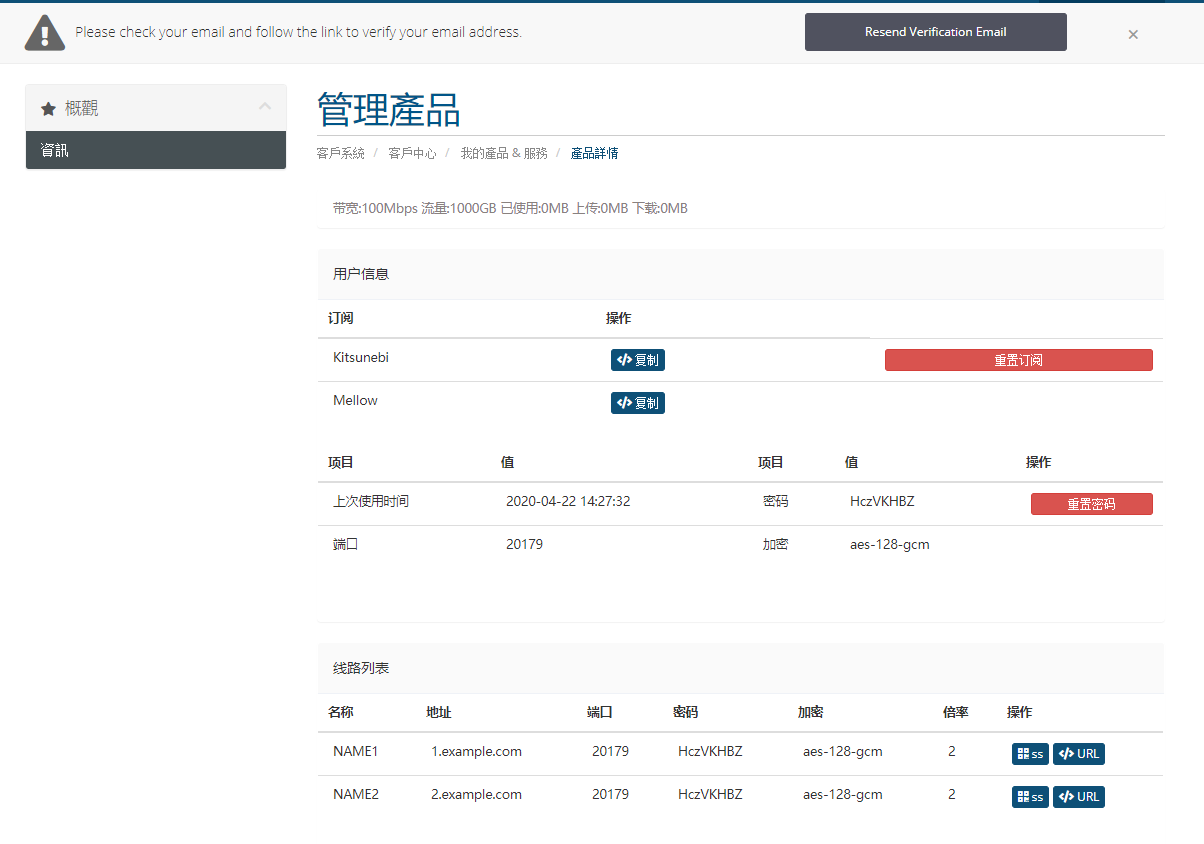 Please check your email and follow the link to verify your email address.
Resend Verification Email
×
概觀
資訊
管理產品
客戶系統 / 客戶中心 / 我的產品 & 服務 / 產品詳情
带宽:100Mbps 流量:1000GB 已使用:0MB 上传:0MB 下载:0MB
用户信息
订阅 操作
Kitsunebi </> 复制 重置订阅
Mellow </> 复制
项目 值 项目 值 操作
上次使用时间 2020-04-22 14:27:32 密码 HczVKHBZ 重置密码
端口 20179 加密 aes-128-gcm
线路列表
名称 地址 端口 密码 加密 倍率 操作
NAME1 1.example.com 20179 HczVKHBZ aes-128-gcm 2 ss </> URL
NAME2 2.example.com 20179 HczVKHBZ aes-128-gcm 2 ss </> URL